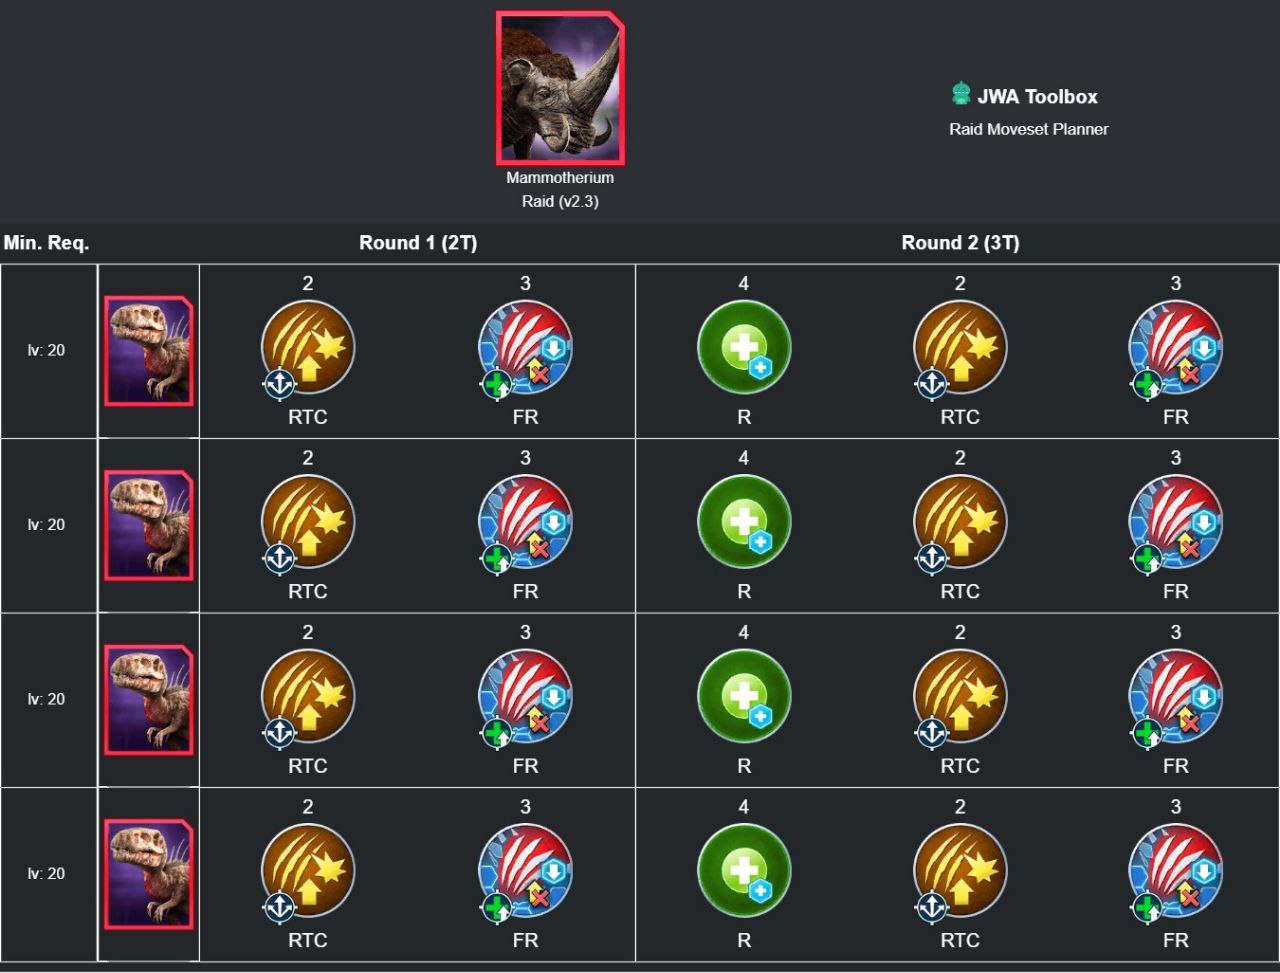 JWA Toolbox
Raid Moveset Planner
Mammotherium
Raid (v2.3)
Min. Req. Round 1 (2T) Round 2 (3T)
2 3 4 2 3
lv: 20
RTC FR R RTC FR
2 3 4 2 3
lv: 20
RTC FR R RTC FR
2 3 4 2 3
lv: 20
RTC FR R RTC FR
2 3 4 2 3
lv: 20
RTC FR R RTC FR